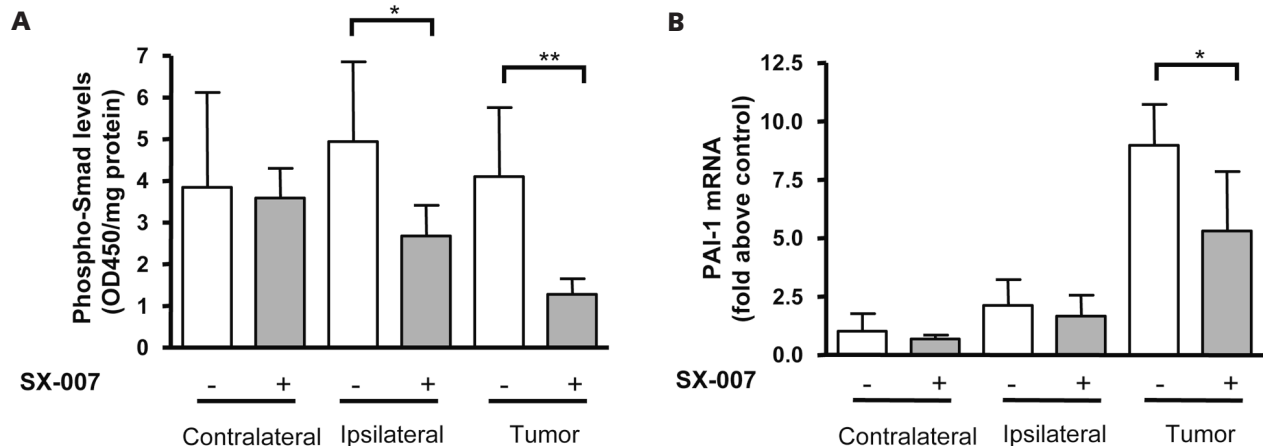 A
Phospho-Smad levels
(OD450/mg protein)
7
6
5
4
3
2
1
0
*
**
SX-007
- + - + - +
Contralateral Ipsilateral Tumor
B
PAI-1 mRNA
(fold above control)
12.5
10.0
7.5
5.0
2.5
0.0
*
SX-007
- + - + - +
Contralateral Ipsilateral Tumor